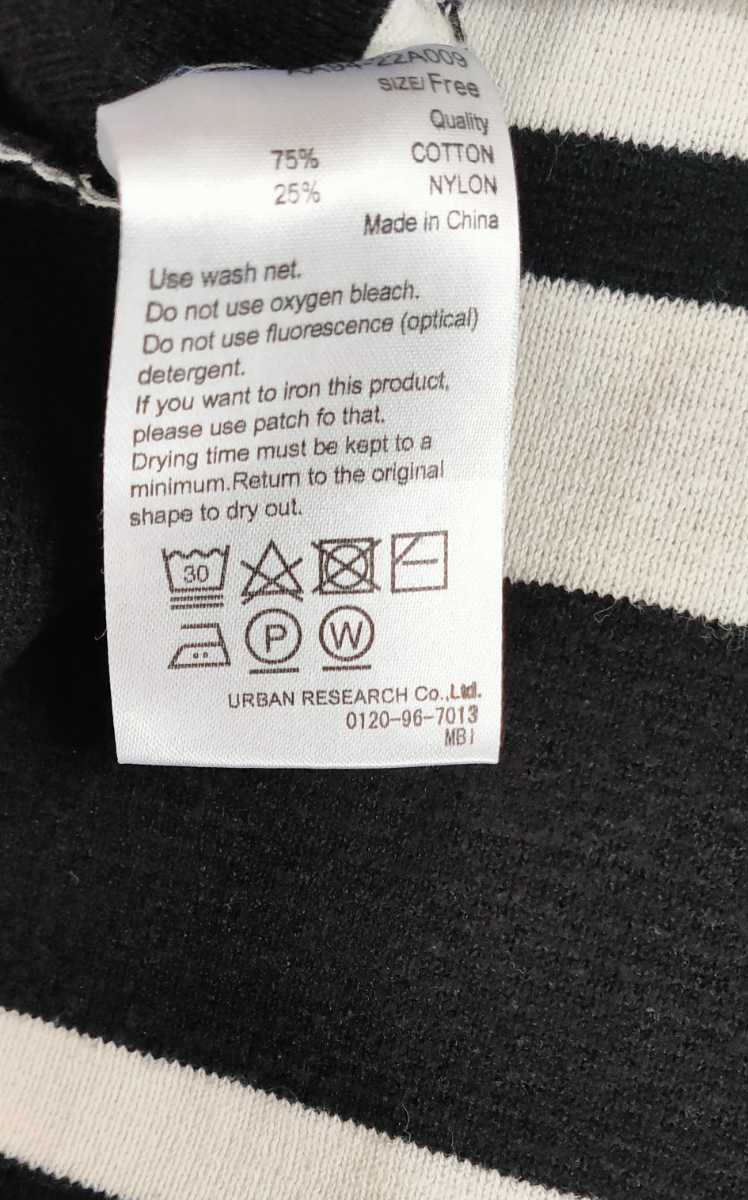 22A009
SIZE/Free
Quality
75% COTTON
25% NYLON
Made in China
Use wash net.
Do not use oxygen bleach.
Do not use fluorescence (optical)
detergent.
If you want to iron this product,
please use patch fo that.
Drying time must be kept to a
minimum.Return to the original
shape to dry out.
30
P W
URBAN RESEARCH Co.,Ltd.
0120-96-7013
MB1